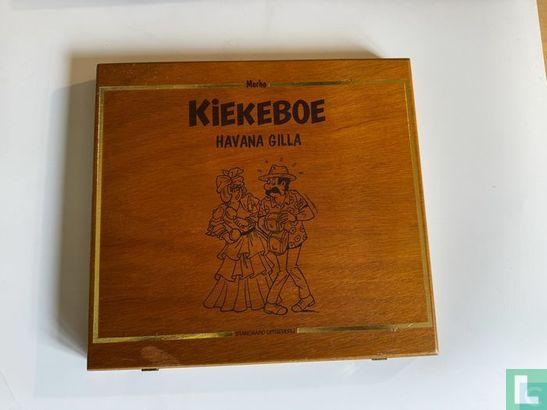 Merho
KiEKEBOE
HAVANA GILLA
STANDAARD UITGEVERIJ